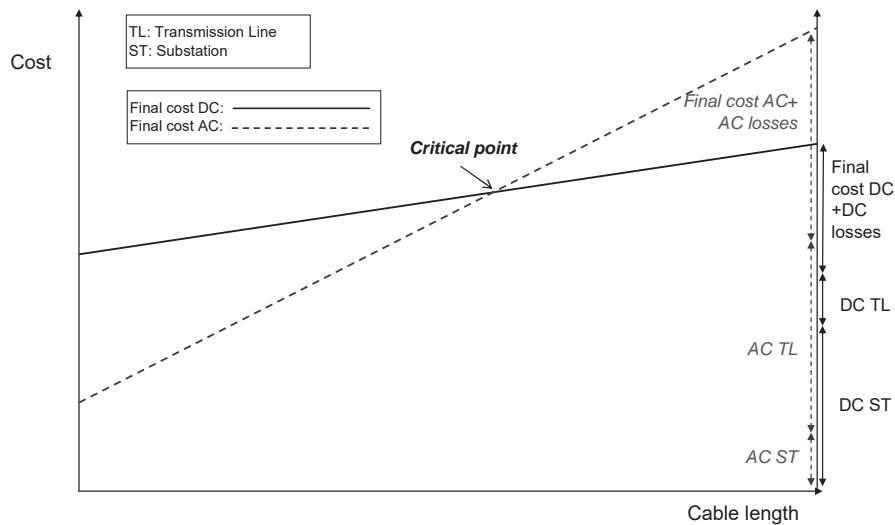 TL: Transmission Line
ST: Substation
Cost
Final cost DC:
Final cost AC:
Final cost AC+
AC losses
Critical point
Final
cost DC
+DC
losses
DC TL
AC TL
DC ST
AC ST
Cable length